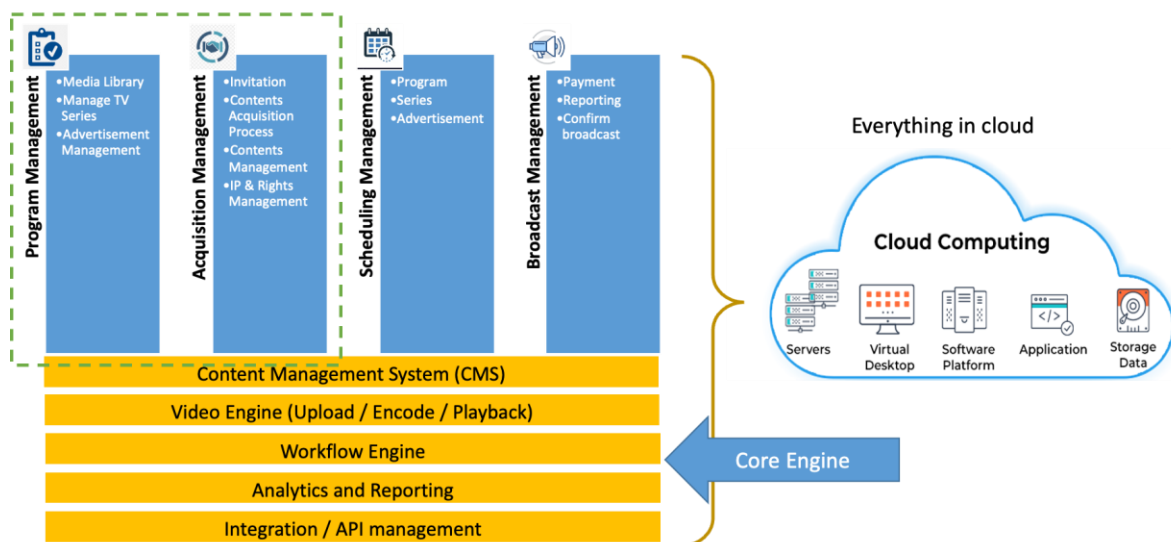 Program Management
•Media Library
•Manage TV
Series
•Advertisement
Management
Acquisition Management
•Invitation
•Contents
Acquisition
Process
•Contents
Management
•IP & Rights
Management
Scheduling Management
•Program
•Series
•Advertisement
Broadcast Management
•Payment
•Reporting
•Confirm
broadcast
Content Management System (CMS)
Video Engine (Upload / Encode / Playback)
Workflow Engine
Analytics and Reporting
Integration / API management
Core Engine
Everything in cloud
Cloud Computing
Servers
Virtual
Desktop
Software
Platform
Application
Storage
Data